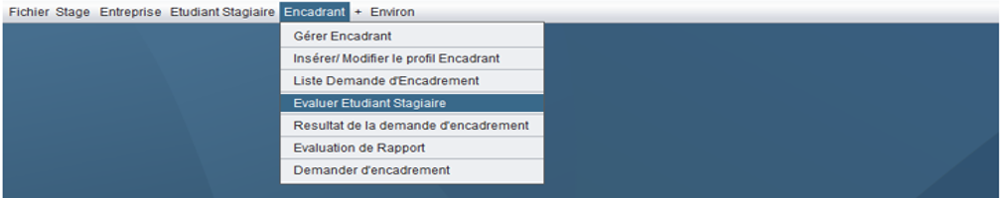 Fichier Stage Entreprise Etudiant Stagiaire Encadrant + Environ
Gérer Encadrant
Insérer/ Modifier le profil Encadrant
Liste Demande d'Encadrement
Evaluer Etudiant Stagiaire
Resultat de la demande d'encadrement
Evaluation de Rapport
Demander d'encadrement